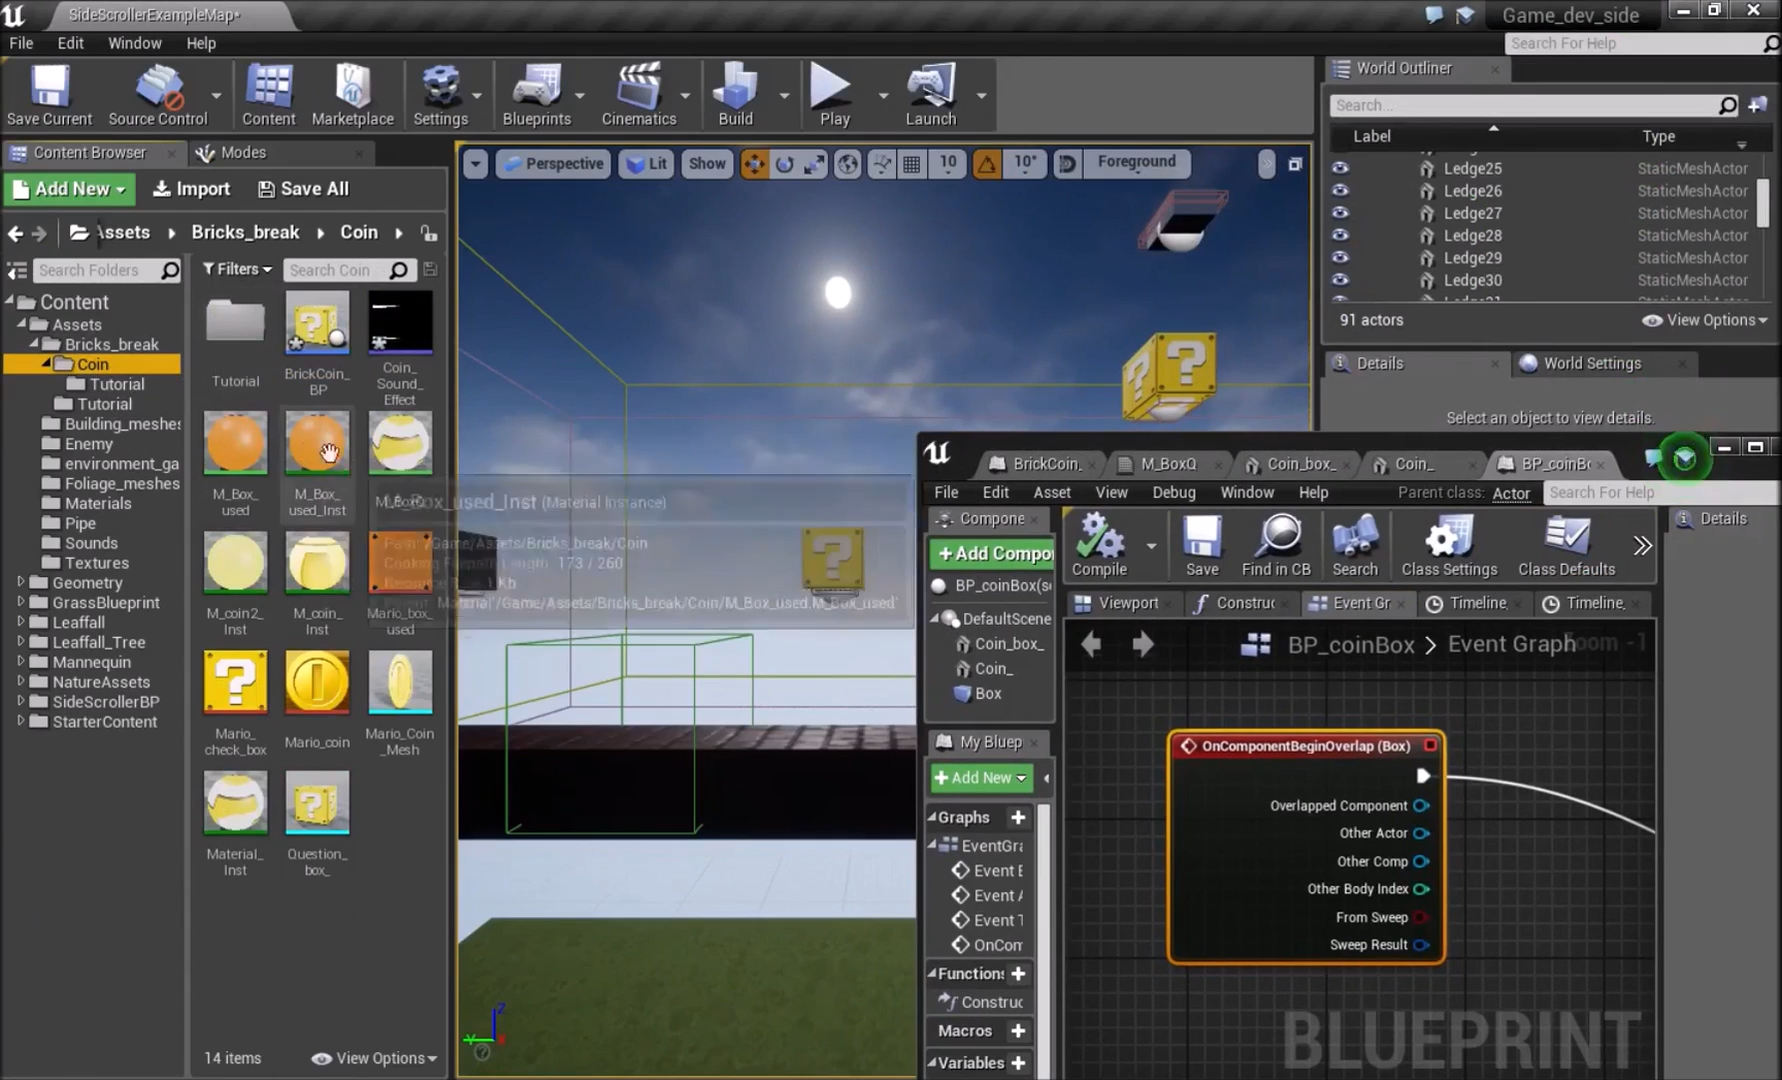 SideScrollerExampleMap*
Game_dev_side
File Edit Window Help
Search For Help
Save Current
Source Control
Content
Marketplace
Settings
Blueprints
Cinematics
Build
Play
Launch
World Outliner
Search...
Label Type
Ledge25 StaticMeshActor
Ledge26 StaticMeshActor
Ledge27 StaticMeshActor
Ledge28 StaticMeshActor
Ledge29 StaticMeshActor
Ledge30 StaticMeshActor
91 actors
View Options
Details
World Settings
Select an object to view details.
Content Browser
Modes
Add New
Import
Save All
Assets Bricks_break Coin
Search Folders
Filters
Search Coin
Content
Assets
Bricks_break
Coin
Tutorial
Tutorial
Building_meshes
Enemy
environment_ga
Foliage_meshes
Materials
Pipe
Sounds
Textures
Geometry
GrassBlueprint
Leaffall
Leaffall_Tree
Mannequin
NatureAssets
SideScrollerBP
StarterContent
Tutorial
BrickCoin_
BP
Coin_
Sound_
Effect
M_Box_
used
M_Box_
used_Inst
M_coin2_
Inst
M_coin_
Inst
Mario_box_
used
Mario_
check_box
Mario_coin
Mario_Coin
_Mesh
Material_
Inst
Question_
box_
14 items
View Options
Perspective
Lit
Show
10
10°
Foreground
M_Box_used_Inst (Material Instance)
Path: /Game/Assets/Bricks_break/Coin
173 / 260
Material'/Game/Assets/Bricks_break/Coin/M_Box_used.M_Box_used'
BrickCoin_
M_BoxQ
Coin_box_
Coin_
BP_coinBo
File Edit Asset View Debug Window Help
Parent class: Actor
Search For Help
Compone
+Add Compo
BP_coinBox(se
DefaultScene
Coin_box_
Coin_
Box
My Bluep
+Add New
Graphs
EventGra
Event E
Event A
Event T
OnCom
Functions
Construc
Macros
Variables
Compile
Save
Find in CB
Search
Class Settings
Class Defaults
Details
Viewport
Construc
Event Gr
Timeline_
Timeline_
BP_coinBox > Event Graph
Zoom -1
OnComponentBeginOverlap (Box)
Overlapped Component
Other Actor
Other Comp
Other Body Index
From Sweep
Sweep Result
BLUEPRINT